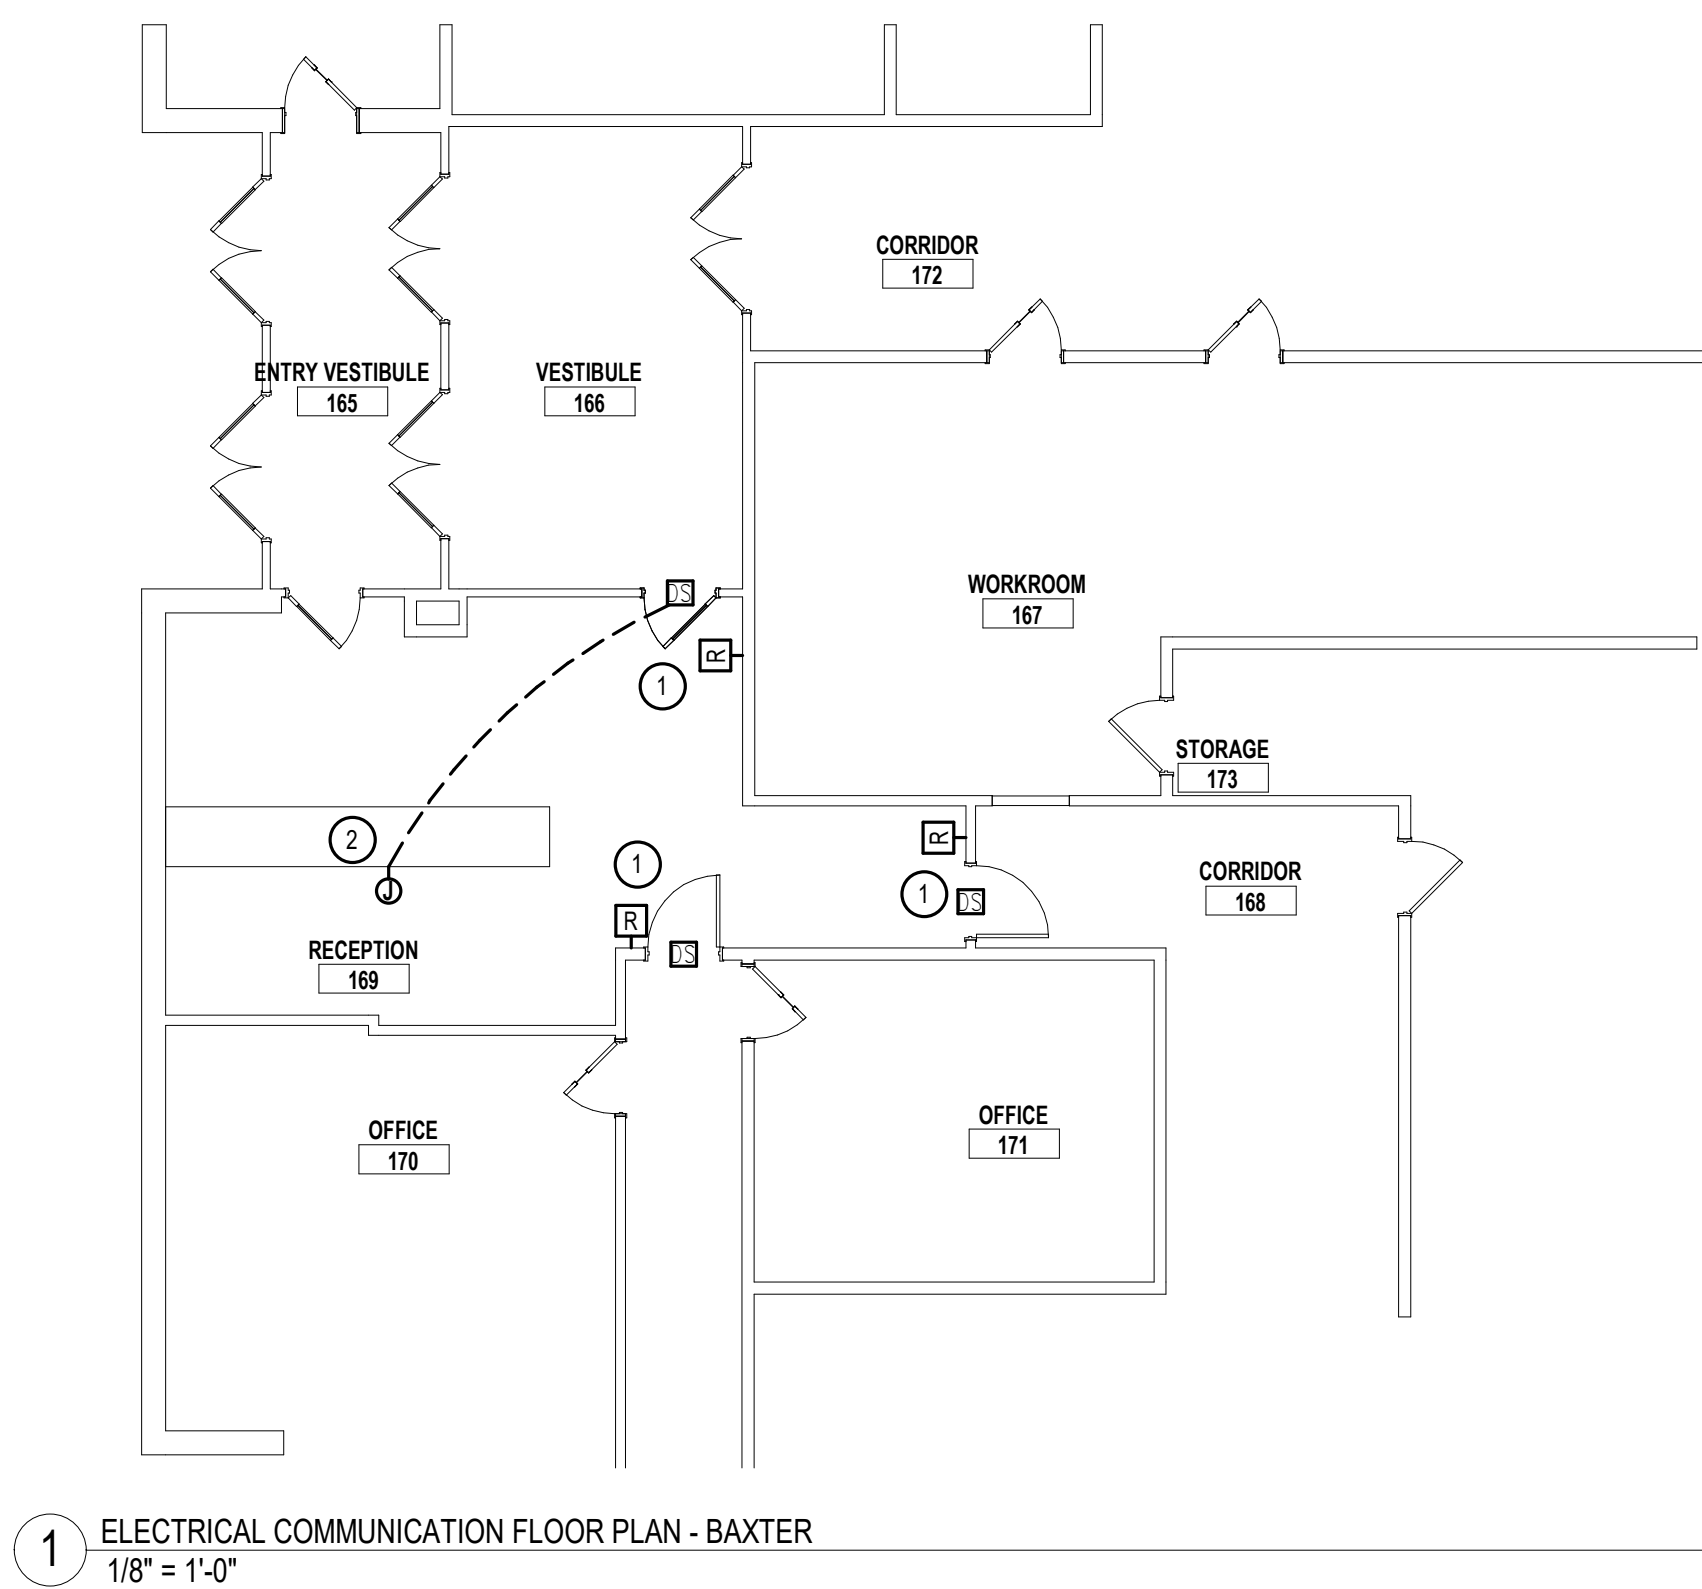 CORRIDOR
172
ENTRY VESTIBULE
165
VESTIBULE
166
WORKROOM
167
DS
R
1
STORAGE
173
2
J
1
R
R
1
DS
CORRIDOR
168
DS
RECEPTION
169
OFFICE
170
OFFICE
171
1
ELECTRICAL COMMUNICATION FLOOR PLAN - BAXTER
1/8" = 1'-0"